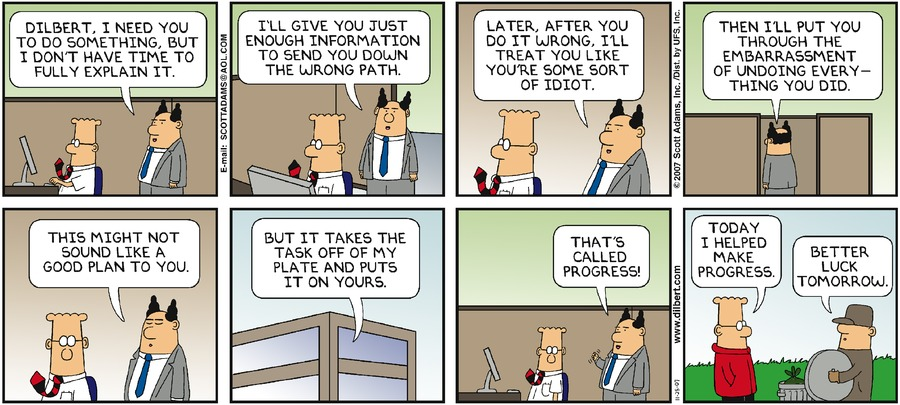 DILBERT, I NEED YOU
TO DO SOMETHING, BUT
I DON'T HAVE TIME TO
FULLY EXPLAIN IT.
E-mail: SCOTTADAMS@AOL.COM
I'LL GIVE YOU JUST
ENOUGH INFORMATION
TO SEND YOU DOWN
THE WRONG PATH.
LATER, AFTER YOU
DO IT WRONG, I'LL
TREAT YOU LIKE
YOU'RE SOME SORT
OF IDIOT.
© 2007 Scott Adams, Inc./Dist. by UFS, Inc.
THEN I'LL PUT YOU
THROUGH THE
EMBARRASSMENT
OF UNDOING EVERY–
THING YOU DID.
THIS MIGHT NOT
SOUND LIKE A
GOOD PLAN TO YOU.
BUT IT TAKES THE
TASK OFF OF MY
PLATE AND PUTS
IT ON YOURS.
THAT'S
CALLED
PROGRESS!
www.dilbert.com
11-25-07
TODAY
I HELPED
MAKE
PROGRESS.
BETTER
LUCK
TOMORROW.